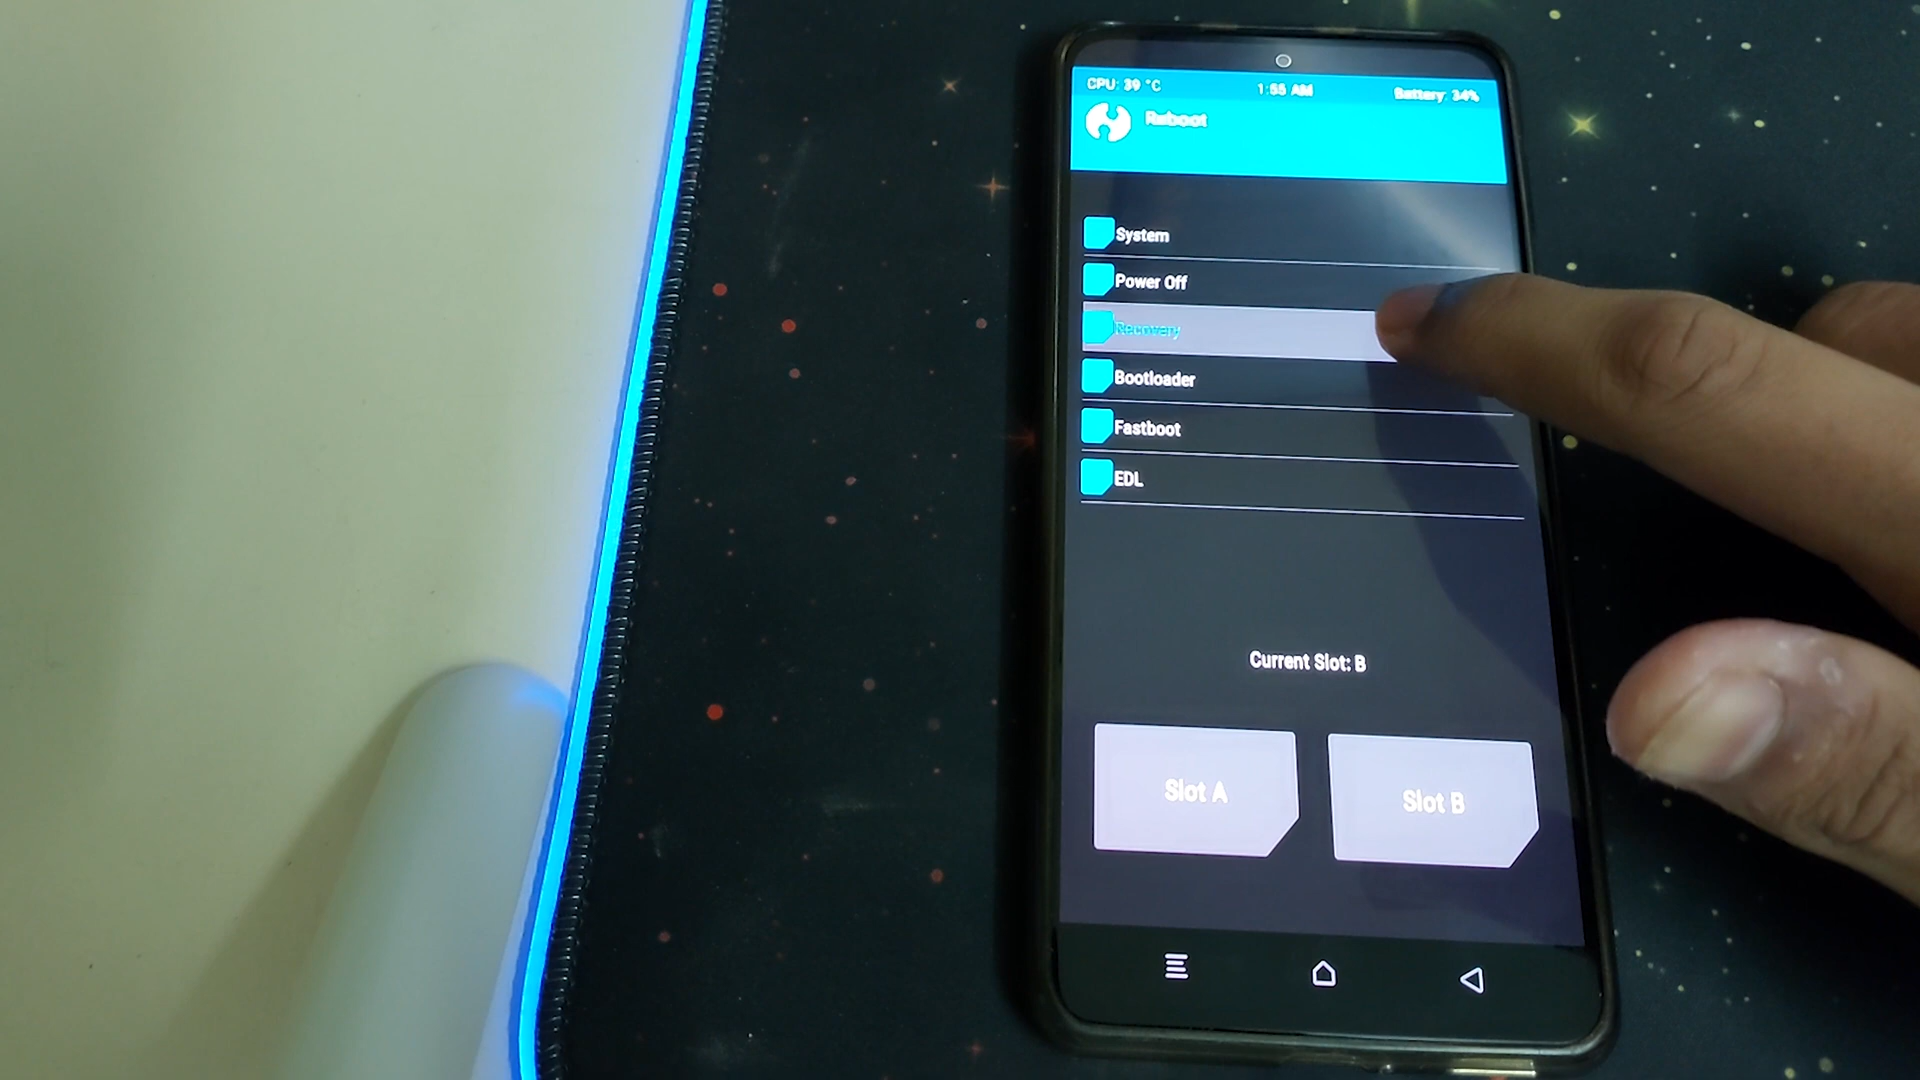 CPU: 39 °C 1:55 AM Battery: 34%
Reboot
System
Power Off
Recovery
Bootloader
Fastboot
EDL
Current Slot: B
Slot A Slot B